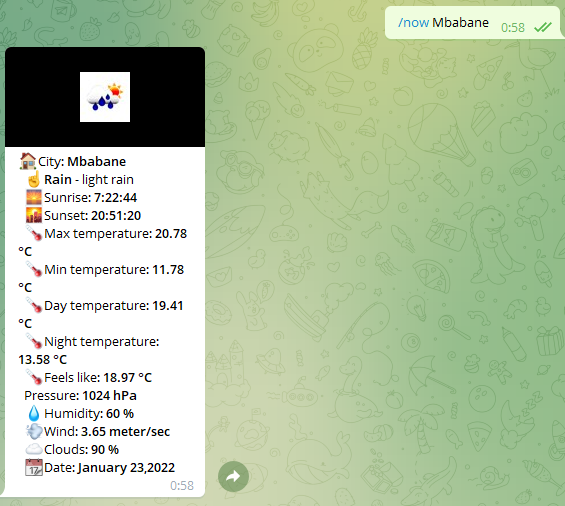 /now Mbabane 0:58
City: Mbabane
Rain - light rain
Sunrise: 7:22:44
Sunset: 20:51:20
Max temperature: 20.78
°C
Min temperature: 11.78
°C
Day temperature: 19.41
°C
Night temperature:
13.58 °C
Feels like: 18.97 °C
Pressure: 1024 hPa
Humidity: 60 %
Wind: 3.65 meter/sec
Clouds: 90 %
Date: January 23,2022
0:58